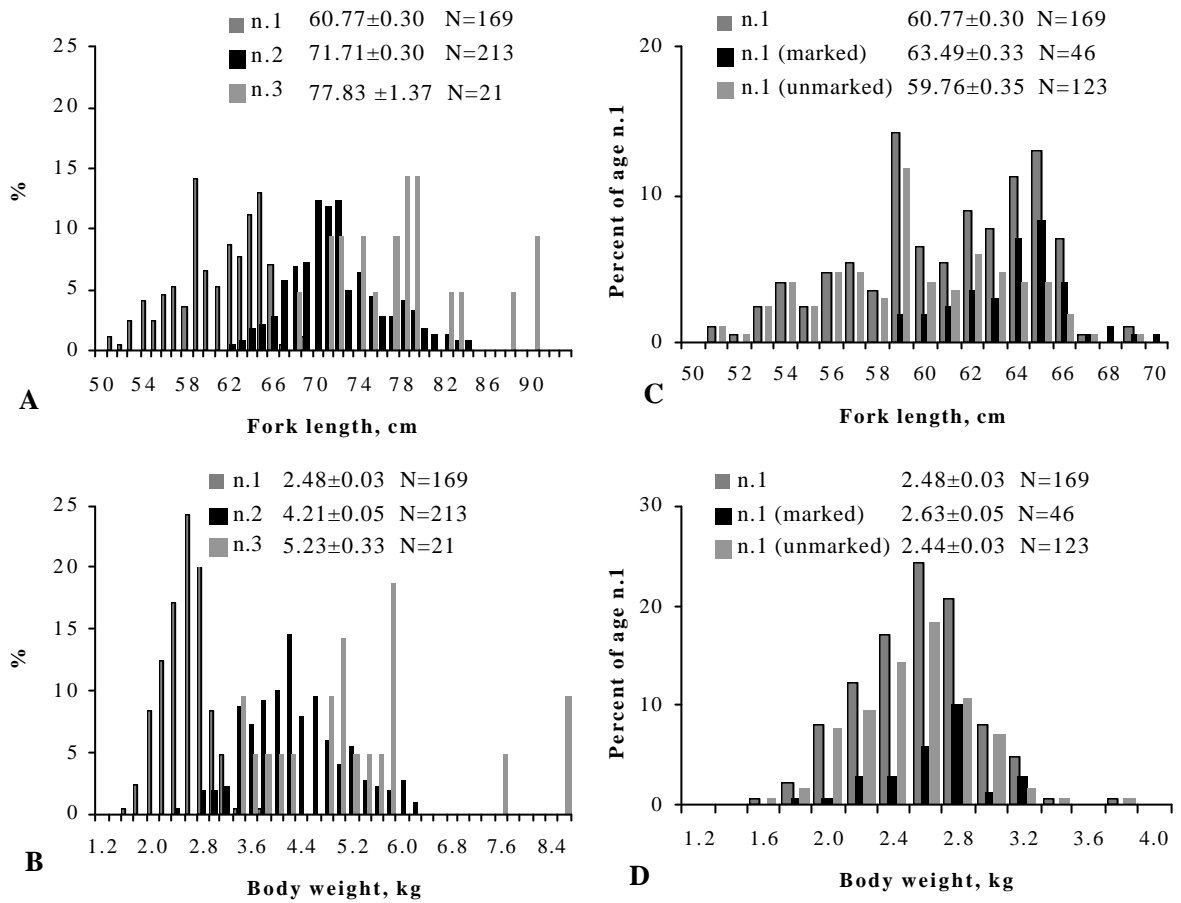 n.1 60.77±0.30 N=169
n.2 71.71±0.30 N=213
n.3 77.83 ±1.37 N=21
25
20
15
10
5
0
%
50 54 58 62 66 70 74 78 82 86 90
Fork length, cm
A
n.1 60.77±0.30 N=169
n.1 (marked) 63.49±0.33 N=46
n.1 (unmarked) 59.76±0.35 N=123
20
10
0
Percent of age n.1
50 52 54 56 58 60 62 64 66 68 70
Fork length, cm
C
n.1 2.48±0.03 N=169
n.2 4.21±0.05 N=213
n.3 5.23±0.33 N=21
25
20
15
10
5
0
%
1.2 2.0 2.8 3.6 4.4 5.2 6.0 6.8 7.6 8.4
Body weight, kg
B
n.1 2.48±0.03 N=169
n.1 (marked) 2.63±0.05 N=46
n.1 (unmarked) 2.44±0.03 N=123
30
20
10
0
Percent of age n.1
1.2 1.6 2.0 2.4 2.8 3.2 3.6 4.0
Body weight, kg
D